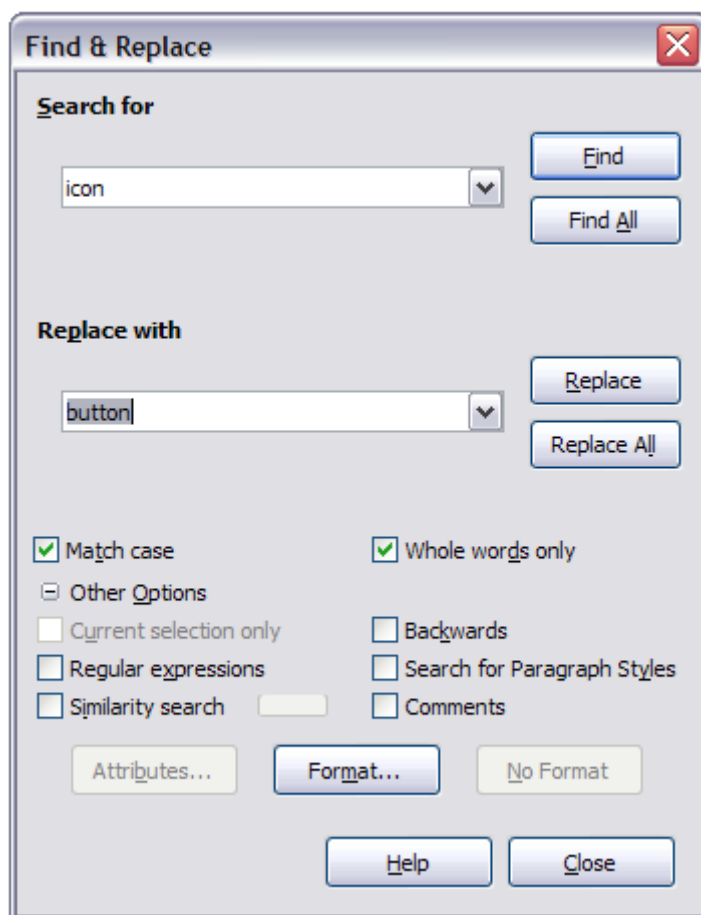 Find & Replace
Search for
icon
Find
Find All
Replace with
button
Replace
Replace All
Match case
Whole words only
Other Options
Current selection only
Backwards
Regular expressions
Search for Paragraph Styles
Similarity search
Comments
Attributes...
Format...
No Format
Help
Close